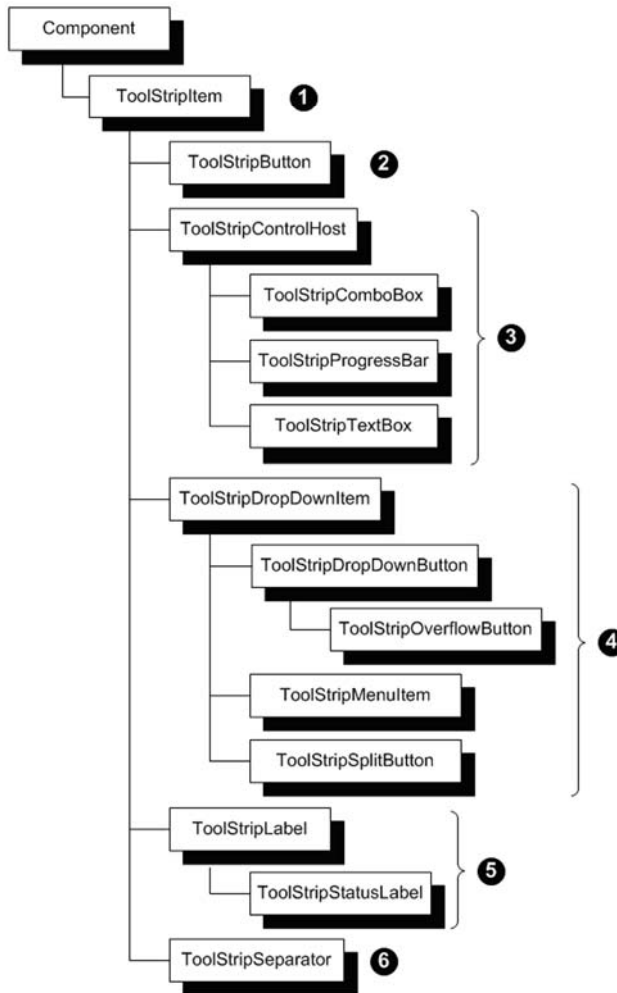 Component
ToolStripItem
1
ToolStripButton
2
ToolStripControlHost
ToolStripComboBox
3
ToolStripProgressBar
ToolStripTextBox
ToolStripDropDownItem
ToolStripDropDownButton
ToolStripOverflowButton
4
ToolStripMenuItem
ToolStripSplitButton
ToolStripLabel
5
ToolStripStatusLabel
ToolStripSeparator
6